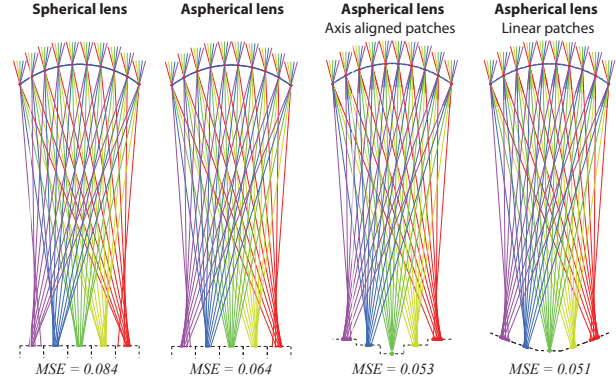 Spherical lens
Aspherical lens
Aspherical lens
Axis aligned patches
Aspherical lens
Linear patches
MSE = 0.084
MSE = 0.064
MSE = 0.053
MSE = 0.051